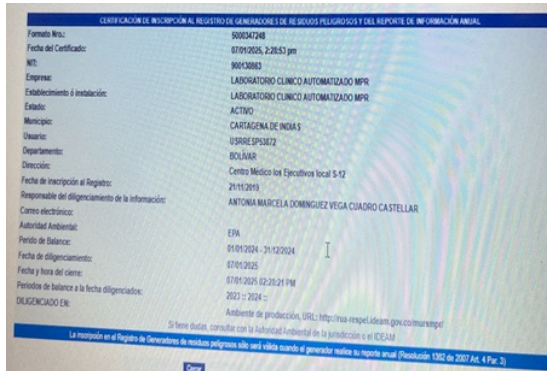 CERTIFICACIÓN DE INSCRIPCIÓN AL REGISTRO DE GENERADORES DE RESIDUOS PELIGROSOS Y DEL REPORTE DE INFORMACIÓN ANUAL
Formato Nro.: 5000347248
Fecha del Certificado: 07/01/2025, 2:20:53 pm
NIT: 900130863
Empresa: LABORATORIO CLINICO AUTOMATIZADO MPR
Establecimiento ó instalación: LABORATORIO CLINICO AUTOMATIZADO MPR
Estado: ACTIVO
Municipio: CARTAGENA DE INDIAS
Usuario: USRRESP53872
Departamento: BOLÍVAR
Dirección: Centro Médico los Ejecutivos local S-12
Fecha de inscripción al Registro: 21/11/2019
Responsable del diligenciamiento de la información: ANTONIA MARCELA DOMINGUEZ VEGA CUADRO CASTELLAR
Correo electrónico:
Autoridad Ambiental: EPA
Perido de Balance: 01/01/2024 - 31/12/2024
Fecha de diligenciamiento: 07/01/2025
Fecha y hora del cierre: 07/01/2025 02:20:21 PM
Periodos de balance a la fecha diligenciados: 2023 :: 2024 ::
DILIGENCIADO EN: Ambiente de producción, URL: http://rua-respel.ideam.gov.co/mursmpr/
Si tiene dudas, consultar con la Autoridad Ambiental de la jurisdicción o el IDEAM
La inscripción en el Registro de Generadores de residuos peligrosos sólo será válida cuando el generador realice su reporte anual (Resolución 1362 de 2007 Art. 4 Par. 3)
Cerrar